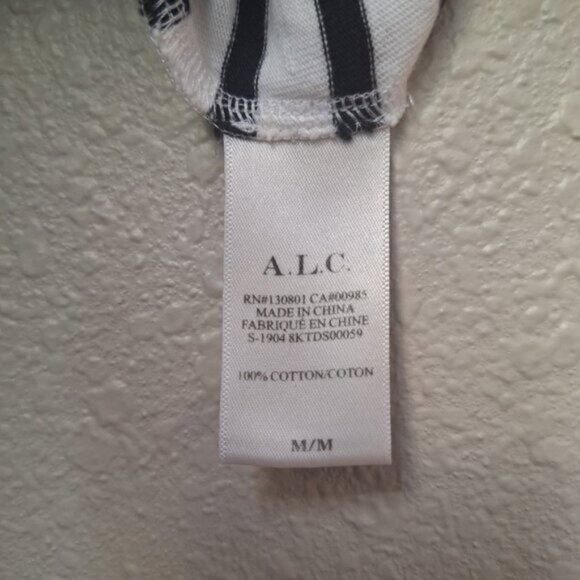 A.L.C.
RN#130801 CA#00985
MADE IN CHINA
FABRIQUÉ EN CHINE
S-1904 8KTDS00059
100% COTTON/COTON
M/M